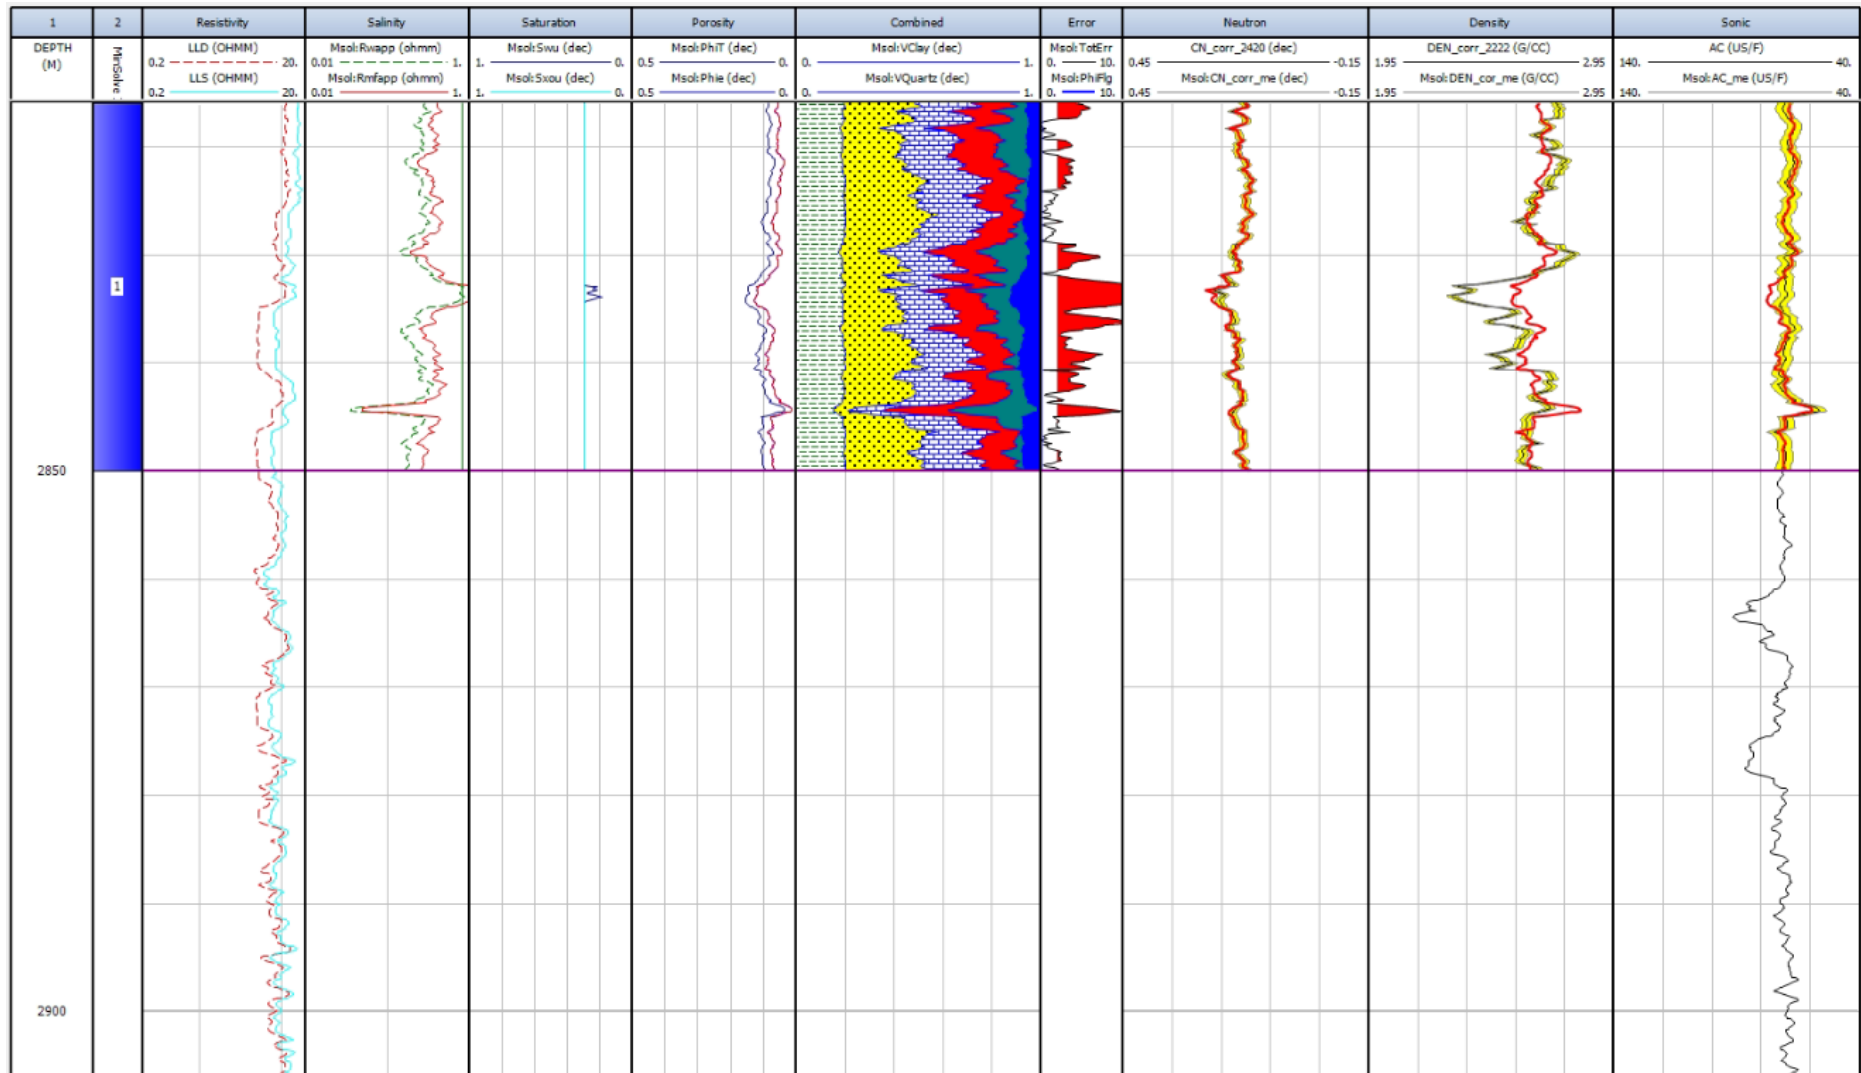 1 2 Resistivity Salinity Saturation Porosity Combined Error Neutron Density Sonic
DEPTH (M)
MinSolve
LLD (OHMM)
0.2 20.
LLS (OHMM)
0.2 20.
Msol:Rwapp (ohmm)
0.01 1.
Msol:Rmfapp (ohmm)
0.01 1.
Msol:Swu (dec)
1. 0.
Msol:Sxou (dec)
1. 0.
Msol:PhiT (dec)
0.5 0.
Msol:Phie (dec)
0.5 0.
Msol:VClay (dec)
0. 1.
Msol:VQuartz (dec)
0. 1.
Msol:TotErr
0. 10.
Msol:PhiFlg
0. 10.
CN_corr_2420 (dec)
0.45 -0.15
Msol:CN_corr_me (dec)
0.45 -0.15
DEN_corr_2222 (G/CC)
1.95 2.95
Msol:DEN_cor_me (G/CC)
1.95 2.95
AC (US/F)
140. 40.
Msol:AC_me (US/F)
140. 40.
1
2850
2900